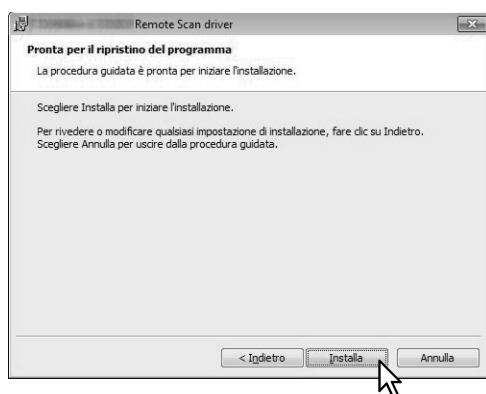 Remote Scan driver
Pronta per il ripristino del programma
La procedura guidata è pronta per iniziare l'installazione.
Scegliere Installa per iniziare l'installazione.
Per rivedere o modificare qualsiasi impostazione di installazione, fare clic su Indietro.
Scegliere Annulla per uscire dalla procedura guidata.
< Indietro Installa Annulla